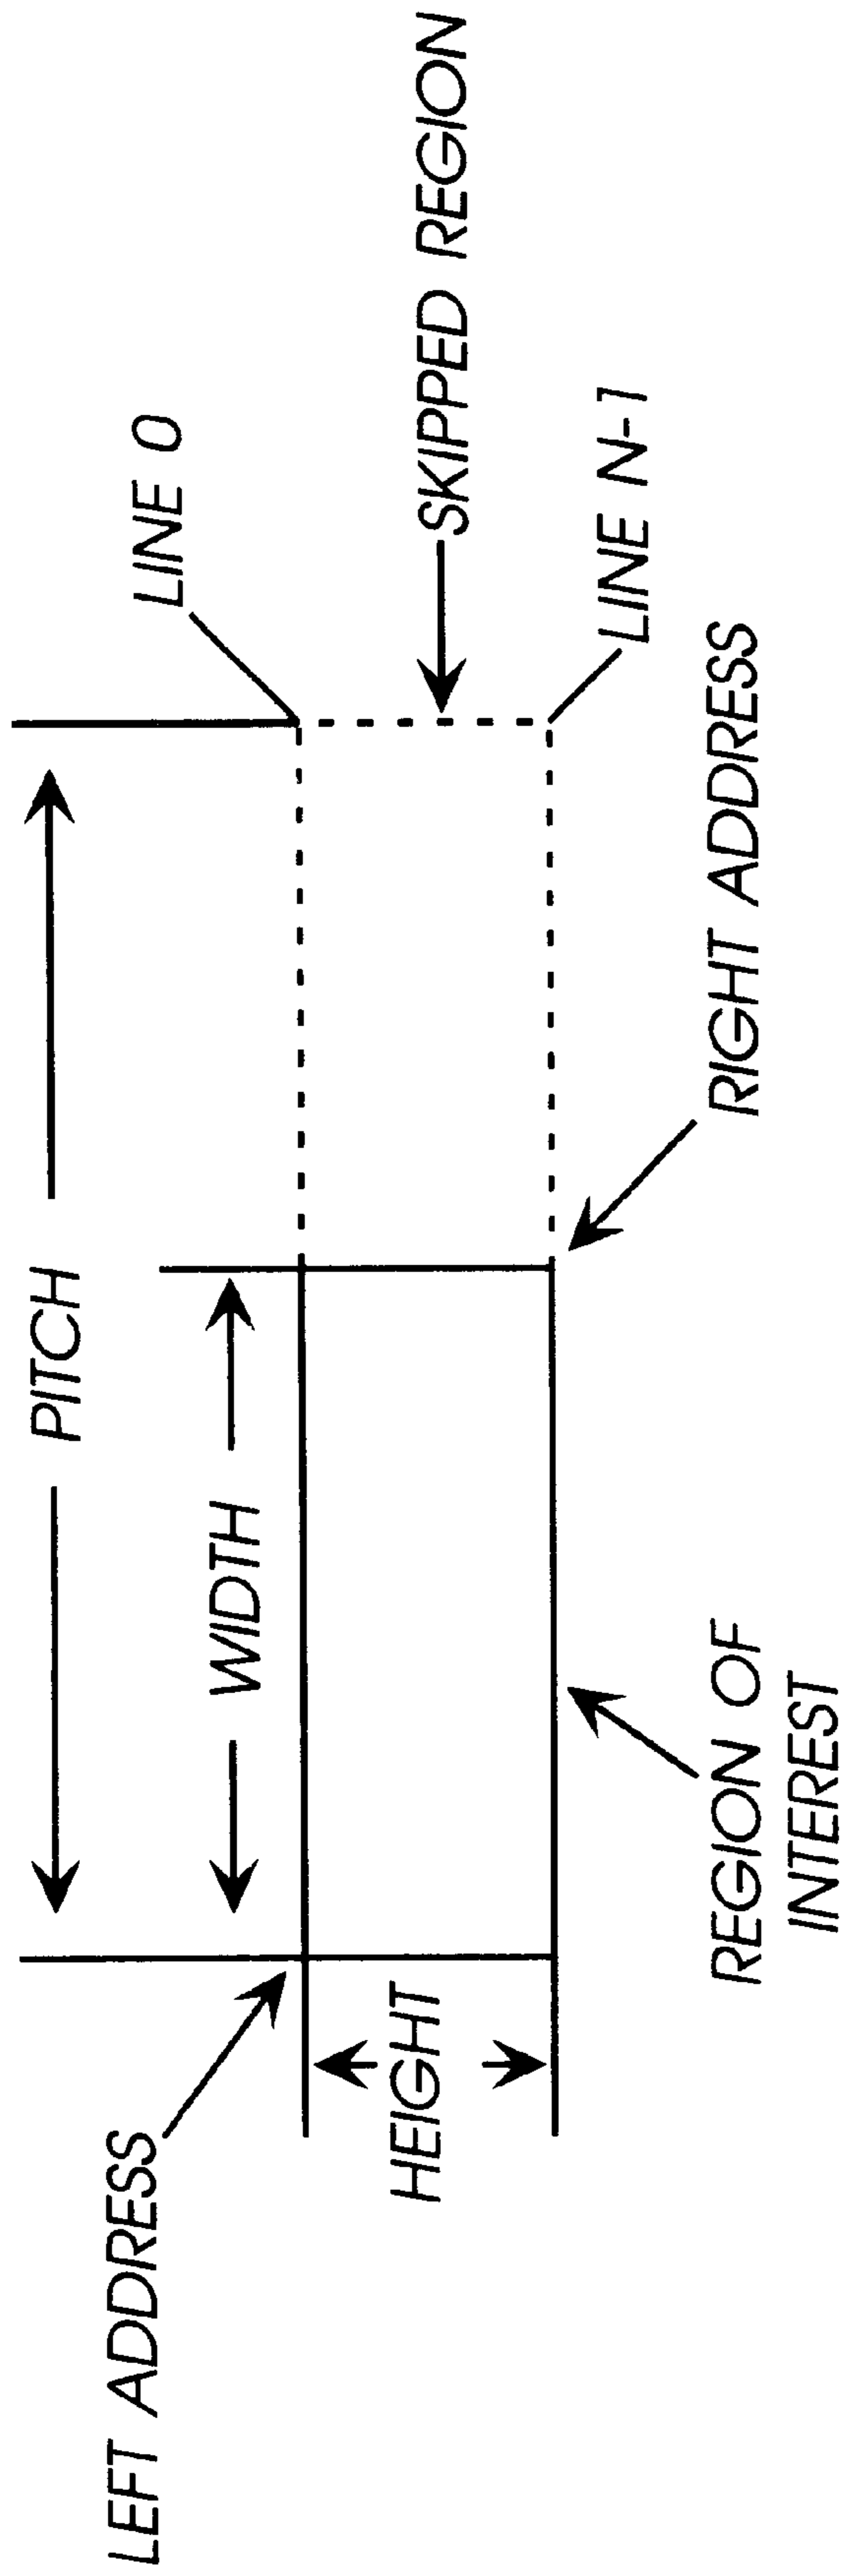 PITCH
LEFT ADDRESS
WIDTH
LINE 0
HEIGHT
SKIPPED REGION
LINE N-1
REGION OF
INTEREST
RIGHT ADDRESS